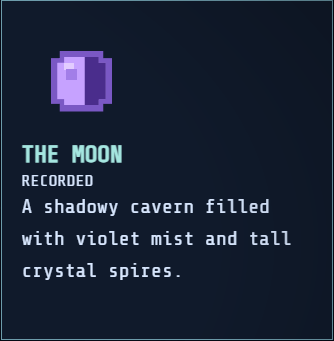 THE MOON
RECORDED
A shadowy cavern filled
with violet mist and tall
crystal spires.